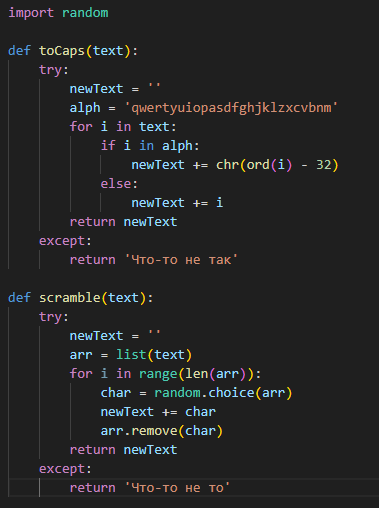 import random
def toCaps(text):
    try:
        newText = ''
        alph = 'qwertyuiopasdfghjklzxcvbnm'
        for i in text:
            if i in alph:
                newText += chr(ord(i) - 32)
            else:
                newText += i
        return newText
    except:
        return 'Что-то не так'
def scramble(text):
    try:
        newText = ''
        arr = list(text)
        for i in range(len(arr)):
            char = random.choice(arr)
            newText += char
            arr.remove(char)
        return newText
    except:
        return 'Что-то не то'